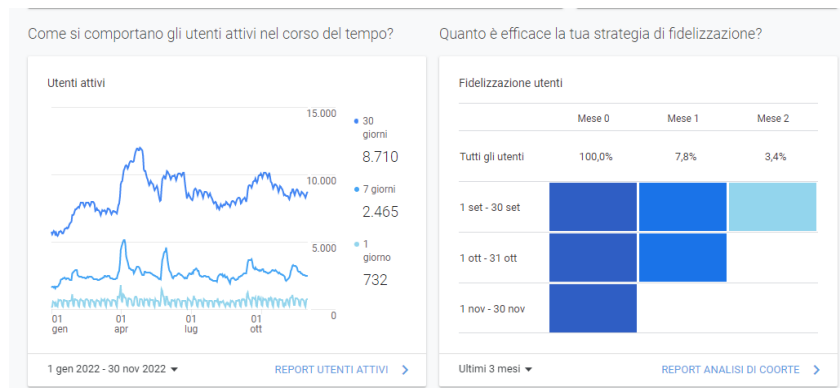 Come si comportano gli utenti attivi nel corso del tempo?
Utenti attivi
15.000
10.000
5.000
0
30
giorni
8.710
7 giorni
2.465
1
giorno
732
01
gen
01
apr
01
lug
01
ott
1 gen 2022 - 30 nov 2022
REPORT UTENTI ATTIVI
Quanto è efficace la tua strategia di fidelizzazione?
Fidelizzazione utenti
Mese 0 Mese 1 Mese 2
Tutti gli utenti 100,0% 7,8% 3,4%
1 set - 30 set
1 ott - 31 ott
1 nov - 30 nov
Ultimi 3 mesi
REPORT ANALISI DI COORTE